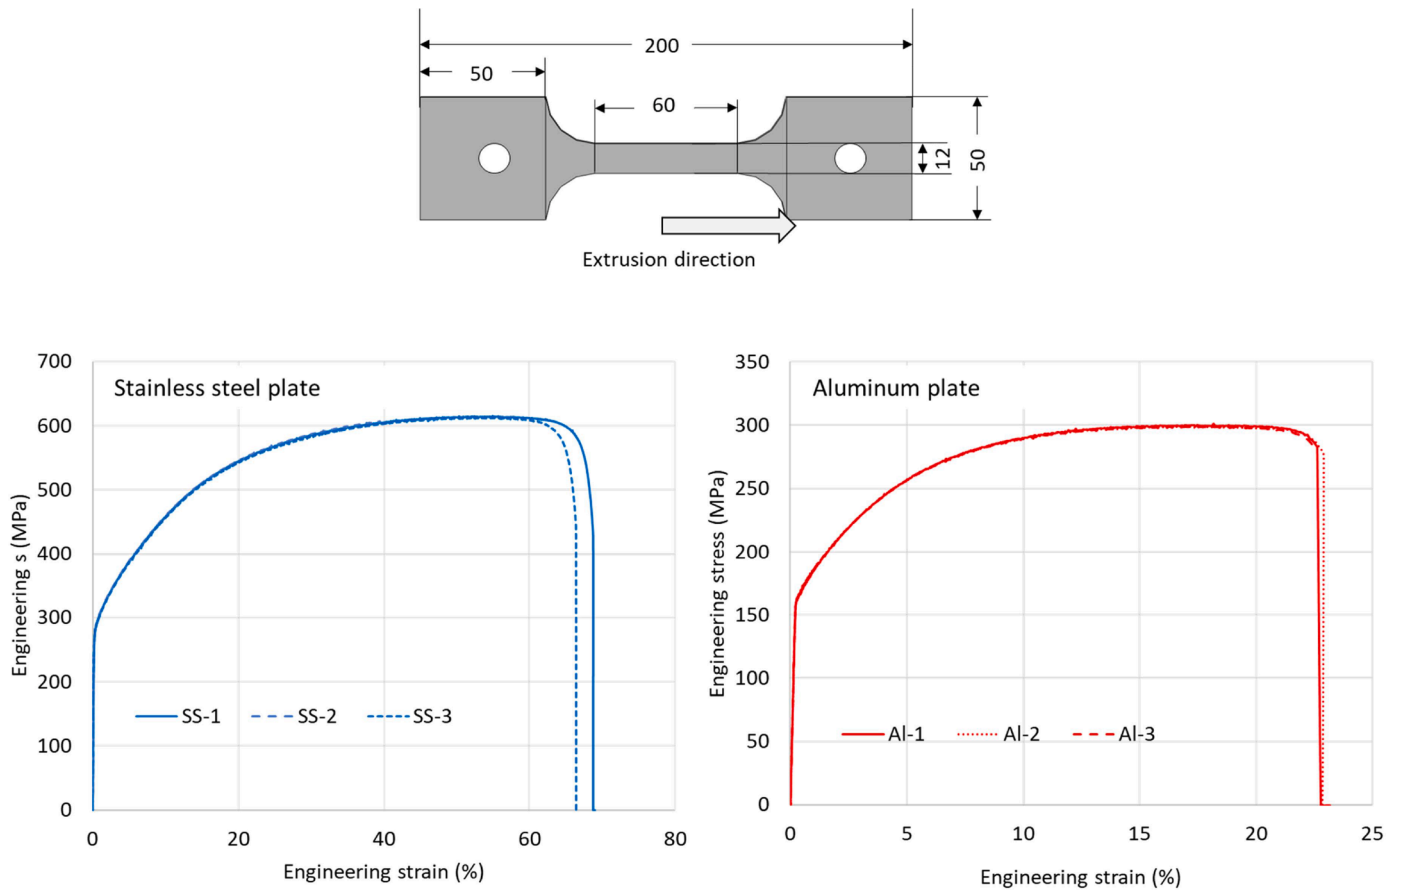 200
50
60
12
50
Extrusion direction
Stainless steel plate
700
600
500
400
300
200
100
0
Engineering s (MPa)
SS-1 SS-2 SS-3
0 20 40 60 80
Engineering strain (%)
Aluminum plate
350
300
250
200
150
100
50
0
Engineering stress (MPa)
Al-1 Al-2 Al-3
0 5 10 15 20 25
Engineering strain (%)